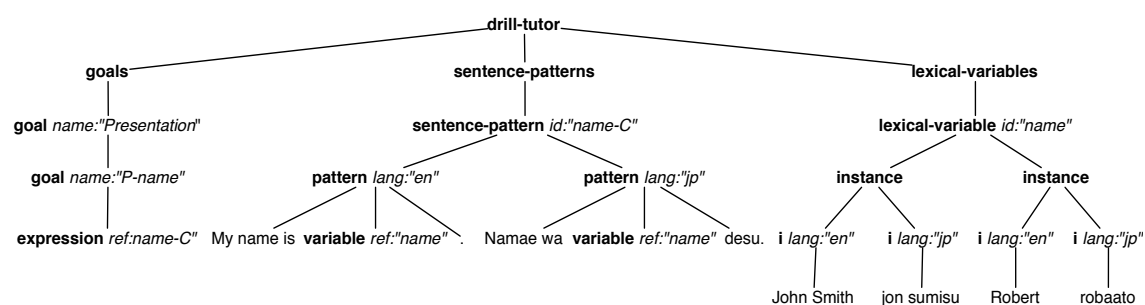 drill-tutor
goals sentence-patterns lexical-variables
goal name:"Presentation" sentence-pattern id:"name-C" lexical-variable id:"name"
goal name:"P-name" pattern lang:"en" pattern lang:"jp" instance instance
expression ref:name-C" My name is variable ref:"name" . Namae wa variable ref:"name" desu. i lang:"en" i lang:"jp" i lang:"en" i lang:"jp"
John Smith jon sumisu Robert robaato